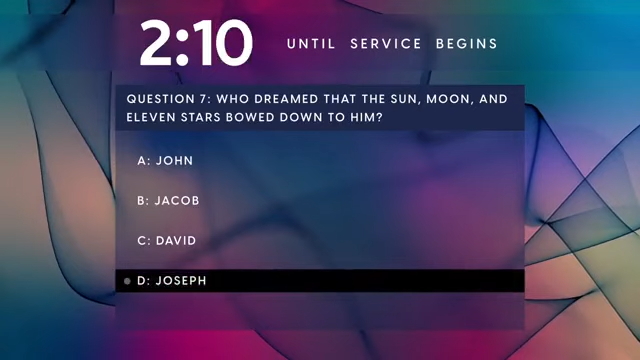 2:10 UNTIL SERVICE BEGINS
QUESTION 7: WHO DREAMED THAT THE SUN, MOON, AND
ELEVEN STARS BOWED DOWN TO HIM?
A: JOHN
B: JACOB
C: DAVID
D: JOSEPH